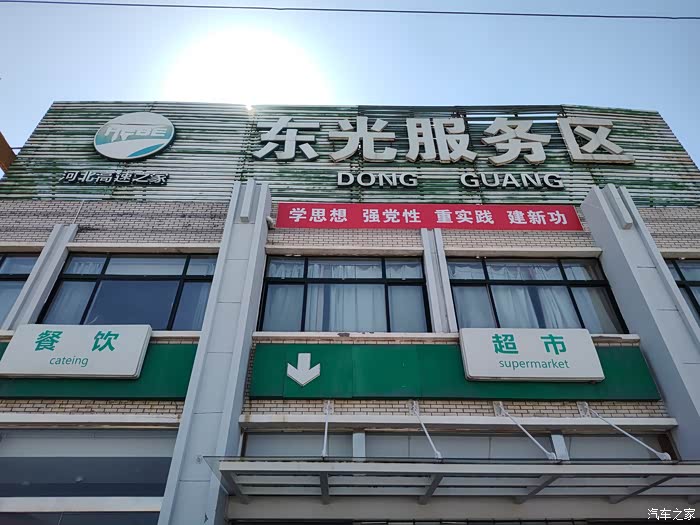 东光服务区
河北高速之家
DONG GUANG
学思想 强党性 重实践 建新功
餐饮
cateing
超市
supermarket
汽车之家